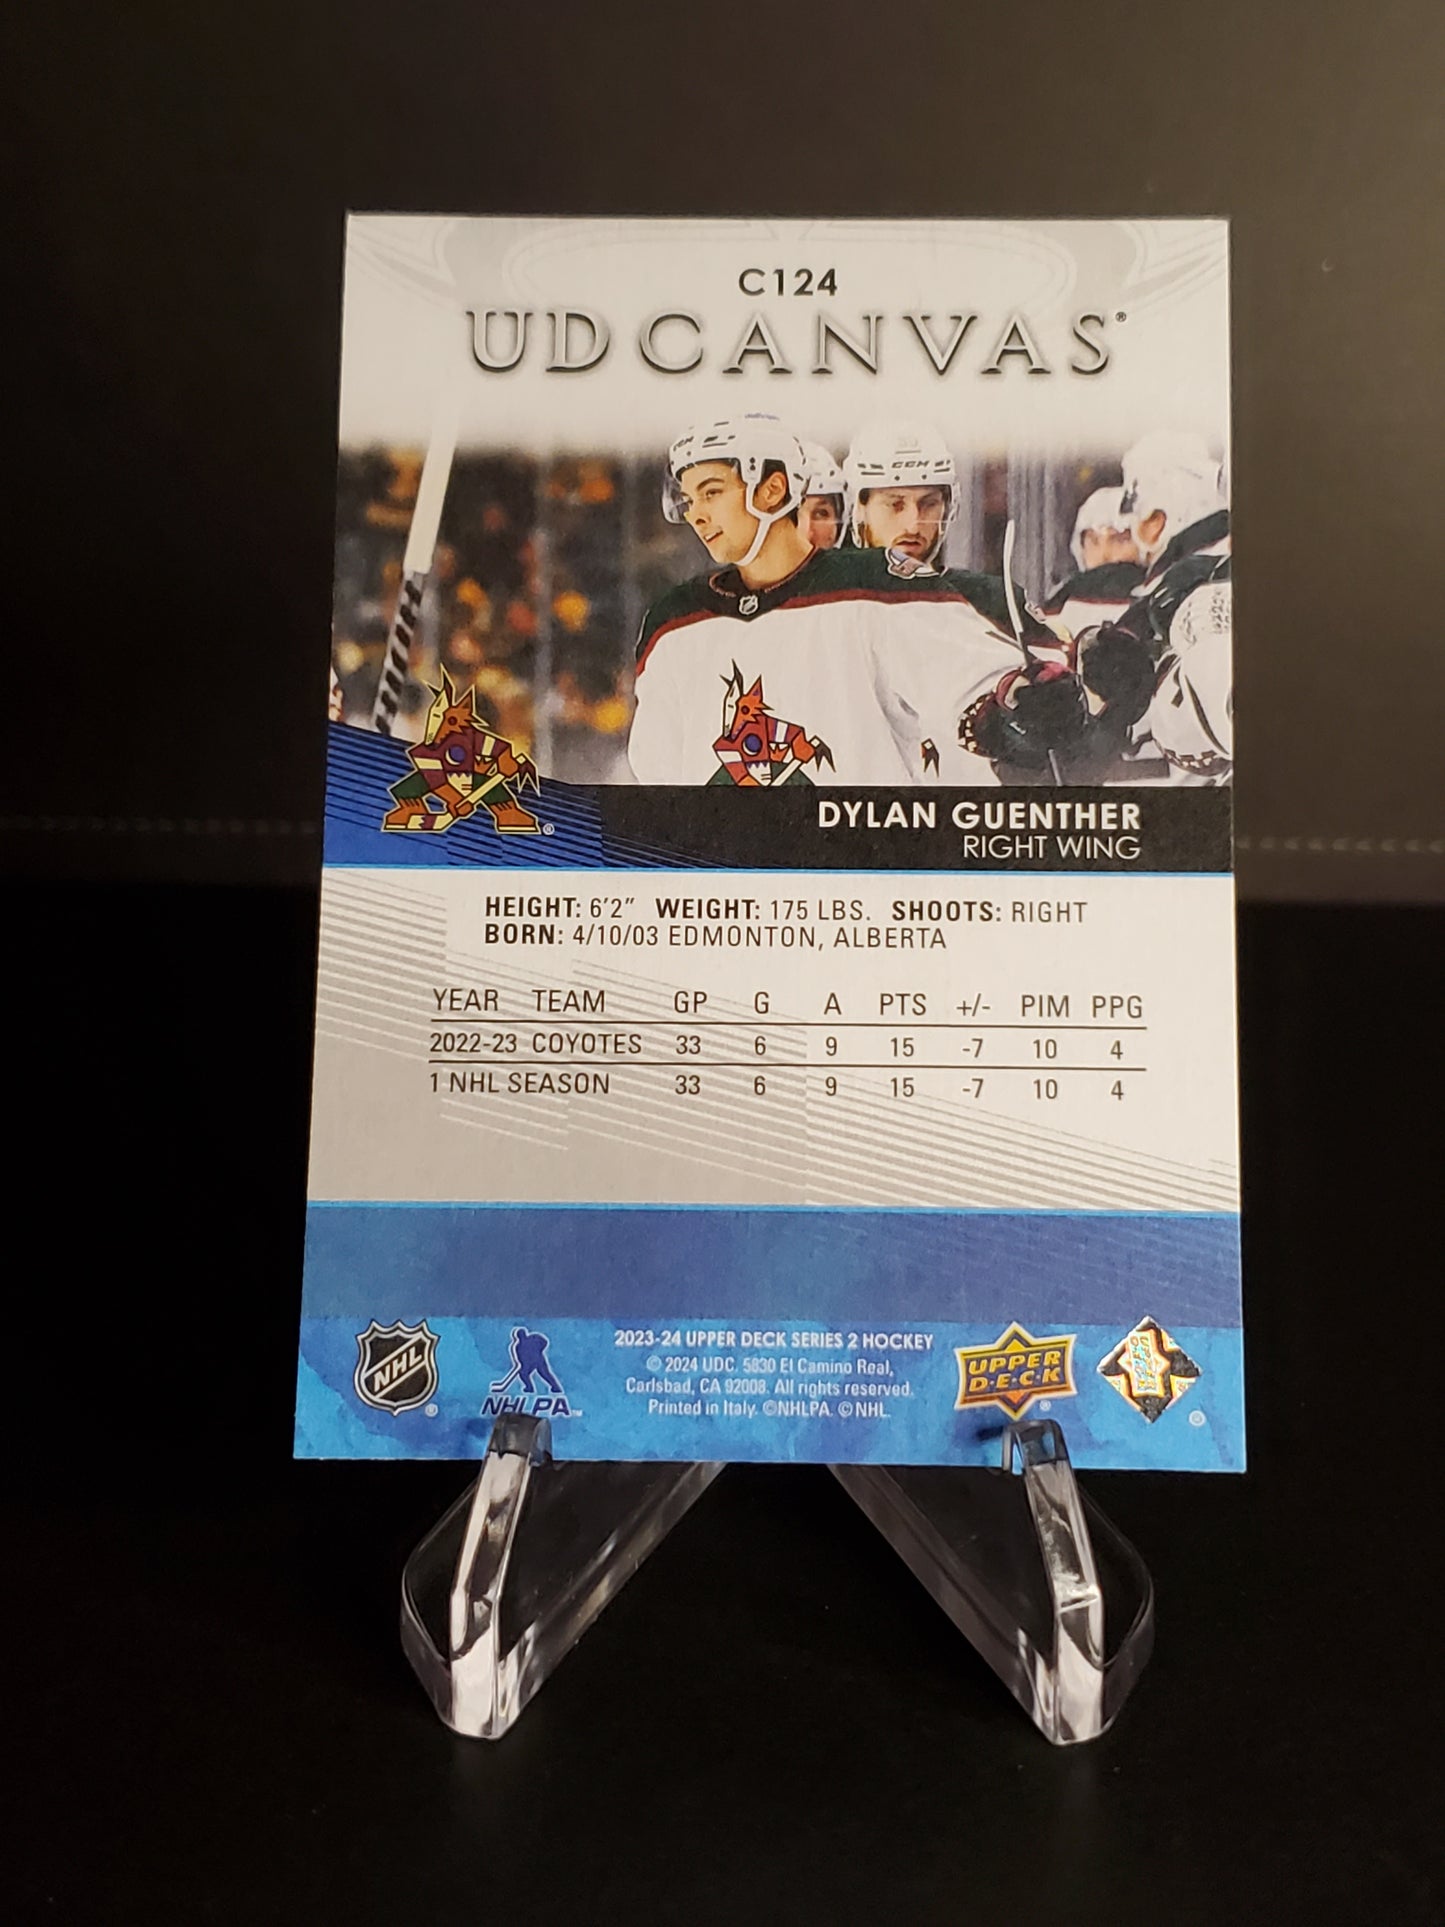 C124
UD CANVAS®
CCM
CCM
DYLAN GUENTHER
RIGHT WING
HEIGHT: 6'2" WEIGHT: 175 LBS. SHOOTS: RIGHT
BORN: 4/10/03 EDMONTON, ALBERTA
YEAR TEAM GP G A PTS +/- PIM PPG
2022-23 COYOTES 33 6 9 15 -7 10 4
1 NHL SEASON 33 6 9 15 -7 10 4
2023-24 UPPER DECK SERIES 2 HOCKEY
© 2024 UDC. 5830 El Camino Real,
Carlsbad, CA 92008. All rights reserved.
Printed in Italy. ©NHLPA. ©NHL.
NHL ®
NHLPA™
UPPER
D·E·C·K ®